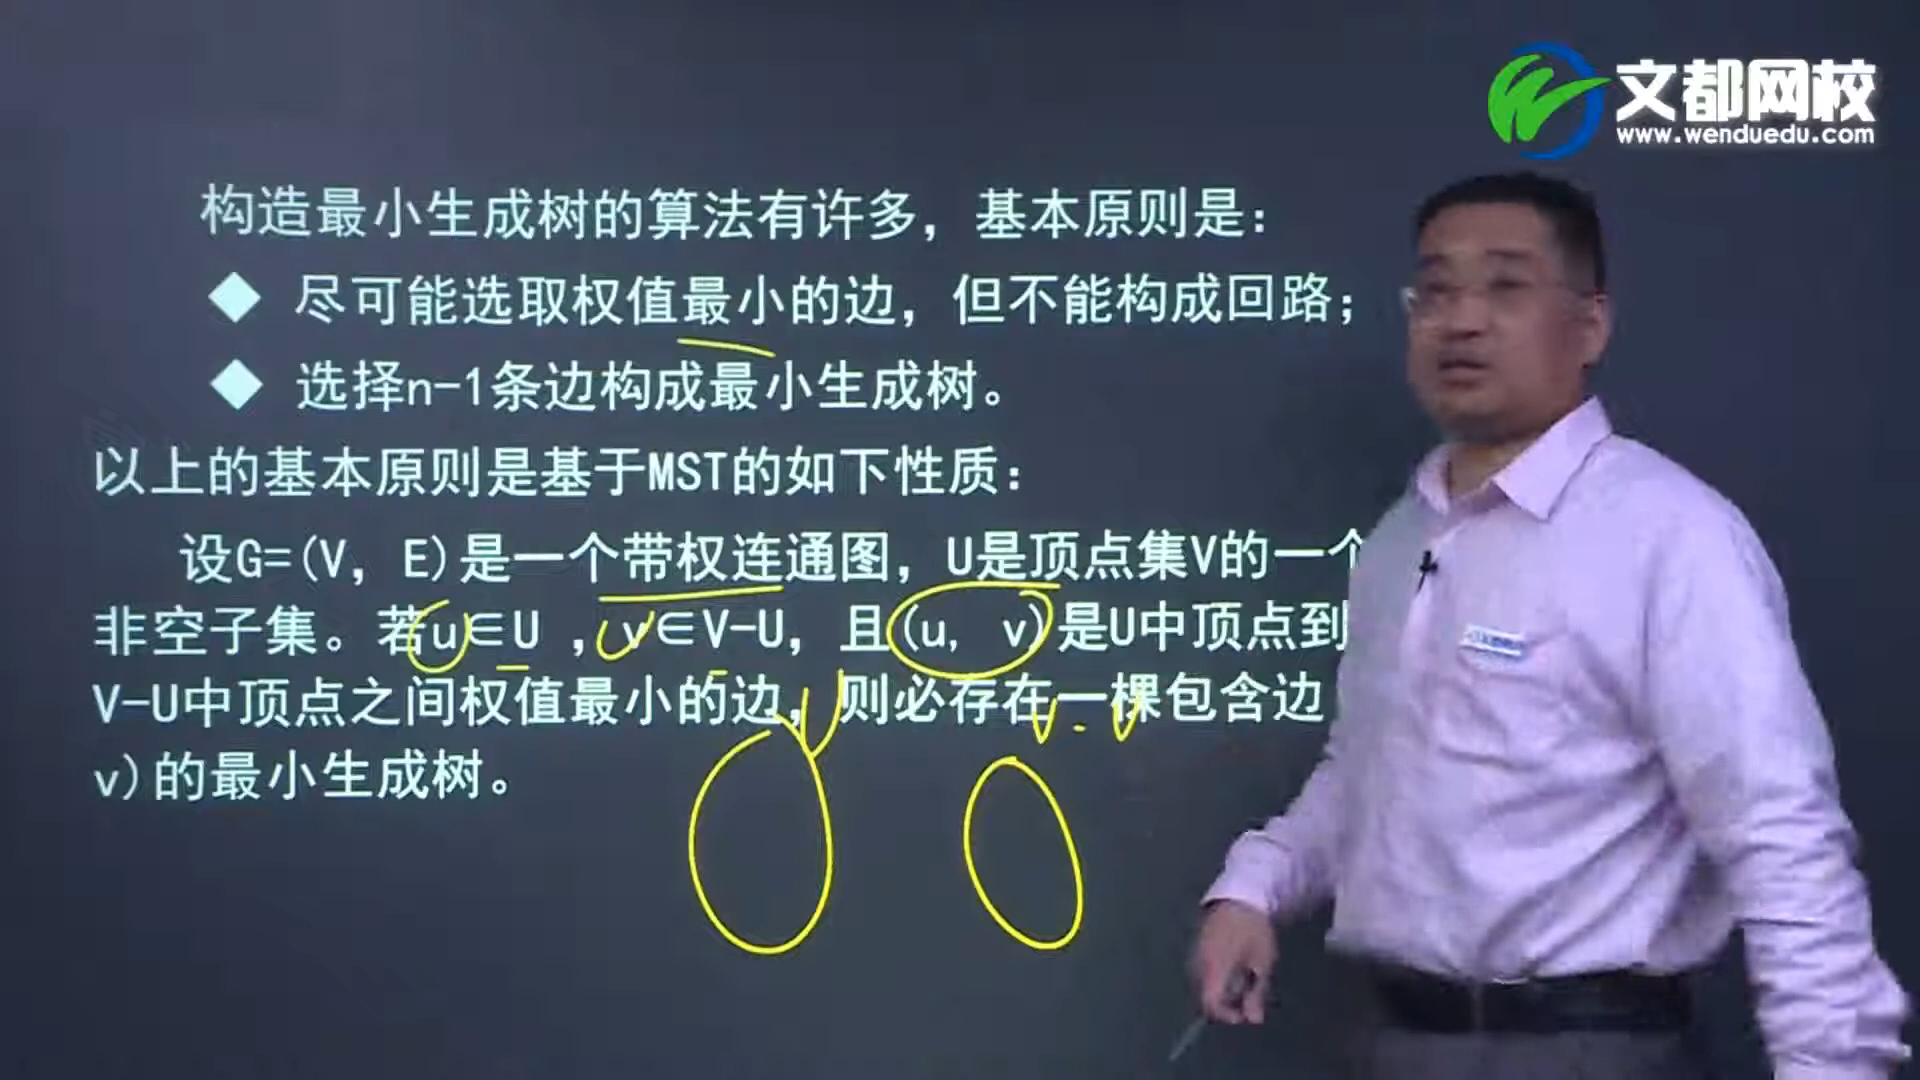 文都网校
www.wenduedu.com
构造最小生成树的算法有许多，基本原则是：
◆ 尽可能选取权值最小的边，但不能构成回路；
◆ 选择n-1条边构成最小生成树。
以上的基本原则是基于MST的如下性质：
设G=(V，E)是一个带权连通图，U是顶点集V的一个
非空子集。若u∈U ，v∈V-U，且(u， v)是U中顶点到
V-U中顶点之间权值最小的边，则必存在一棵包含边
v)的最小生成树。
V-U